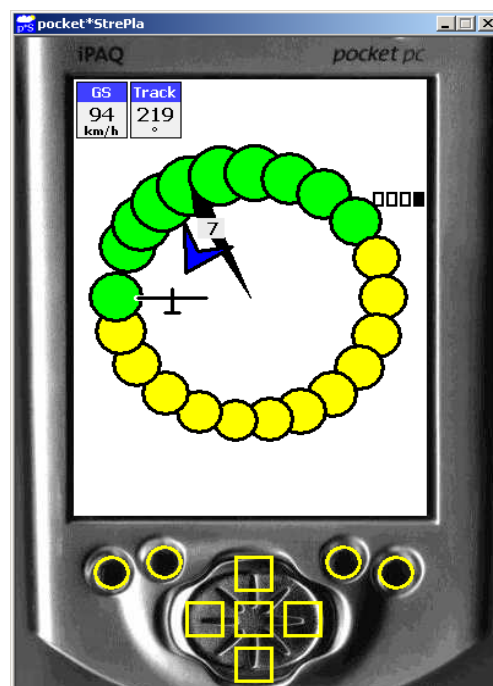 p*S pocket*StrePla
iPAQ pocket pc
GS Track
94 219
km/h °
7